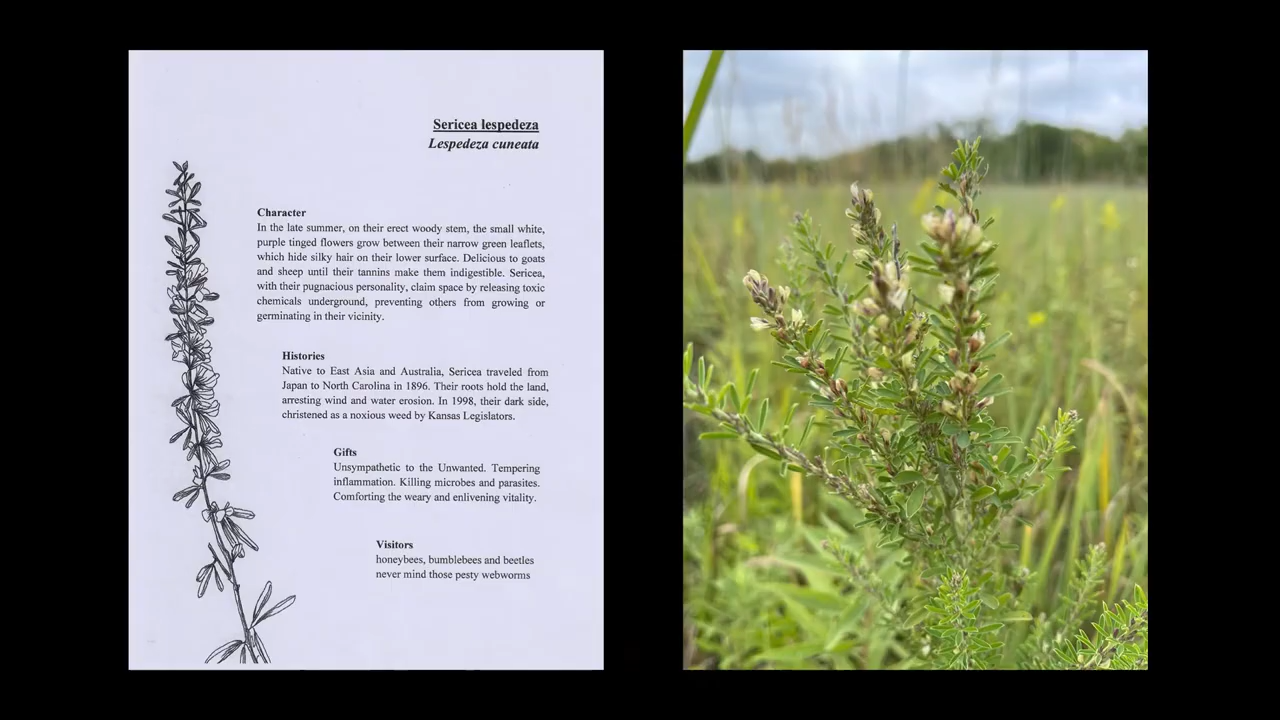 Sericea lespedeza
Lespedeza cuneata
Character
In the late summer, on their erect woody stem, the small white,
purple tinged flowers grow between their narrow green leaflets,
which hide silky hair on their lower surface. Delicious to goats
and sheep until their tannins make them indigestible. Sericea,
with their pugnacious personality, claim space by releasing toxic
chemicals underground, preventing others from growing or
germinating in their vicinity.
Histories
Native to East Asia and Australia, Sericea traveled from
Japan to North Carolina in 1896. Their roots hold the land,
arresting wind and water erosion. In 1998, their dark side,
christened as a noxious weed by Kansas Legislators.
Gifts
Unsympathetic to the Unwanted. Tempering
inflammation. Killing microbes and parasites.
Comforting the weary and enlivening vitality.
Visitors
honeybees, bumblebees and beetles
never mind those pesty webworms